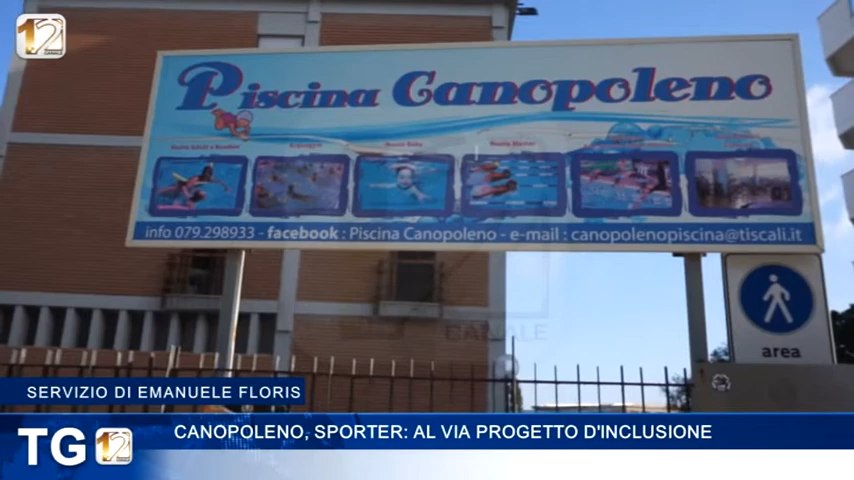 12
Piscina Canopoleno
info 079.298933 - facebook : Piscina Canopoleno - e-mail : canopolenopiscina@tiscali.it
area
CANALE
SERVIZIO DI EMANUELE FLORIS
TG 12
CANOPOLENO, SPORTER: AL VIA PROGETTO D'INCLUSIONE